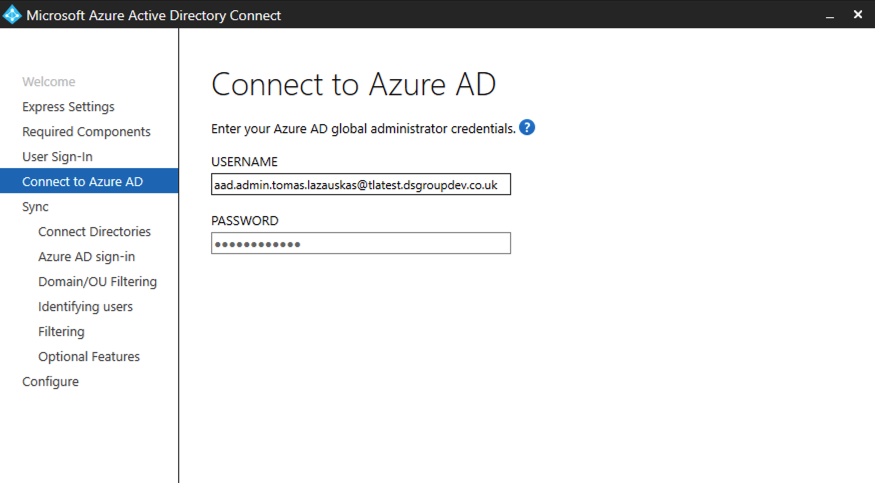 Microsoft Azure Active Directory Connect
Welcome
Express Settings
Required Components
User Sign-In
Connect to Azure AD
Sync
Connect Directories
Azure AD sign-in
Domain/OU Filtering
Identifying users
Filtering
Optional Features
Configure
Connect to Azure AD
Enter your Azure AD global administrator credentials. ?
USERNAME
aad.admin.tomas.lazauskas@tlatest.dsgroupdev.co.uk
PASSWORD
●●●●●●●●●●●●